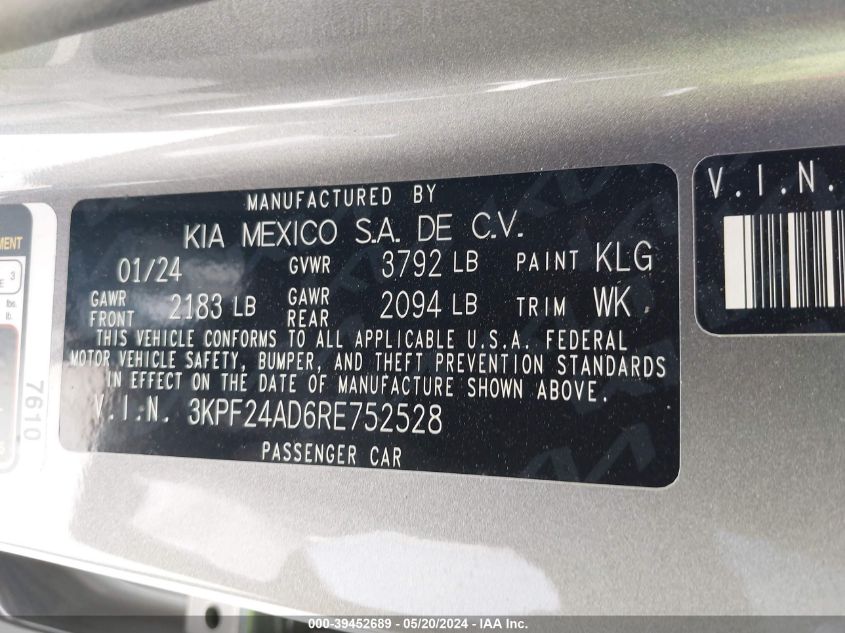 MANUFACTURED BY
KIA MEXICO S.A. DE C.V.
01/24 GVWR 3792 LB PAINT KLG
GAWR FRONT 2183 LB GAWR REAR 2094 LB TRIM WK
THIS VEHICLE CONFORMS TO ALL APPLICABLE U.S.A. FEDERAL
MOTOR VEHICLE SAFETY, BUMPER, AND THEFT PREVENTION STANDARDS
IN EFFECT ON THE DATE OF MANUFACTURE SHOWN ABOVE.
V.I.N. 3KPF24AD6RE752528
PASSENGER CAR
V.I.N.
3
lbs.
7610
000-39452689 - 05/20/2024 - IAA Inc.